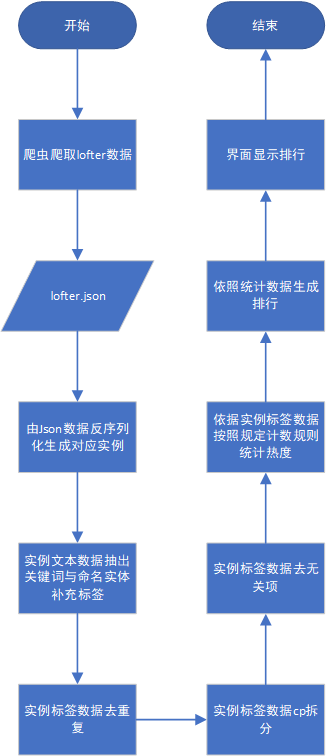 开始
爬虫爬取lofter数据
lofter.json
由Json数据反序列
化生成对应实例
实例文本数据抽出
关键词与命名实体
补充标签
实例标签数据去重
复
实例标签数据cp拆
分
实例标签数据去无
关项
依据实例标签数据
按照规定计数规则
统计热度
依照统计数据生成
排行
界面显示排行
结束